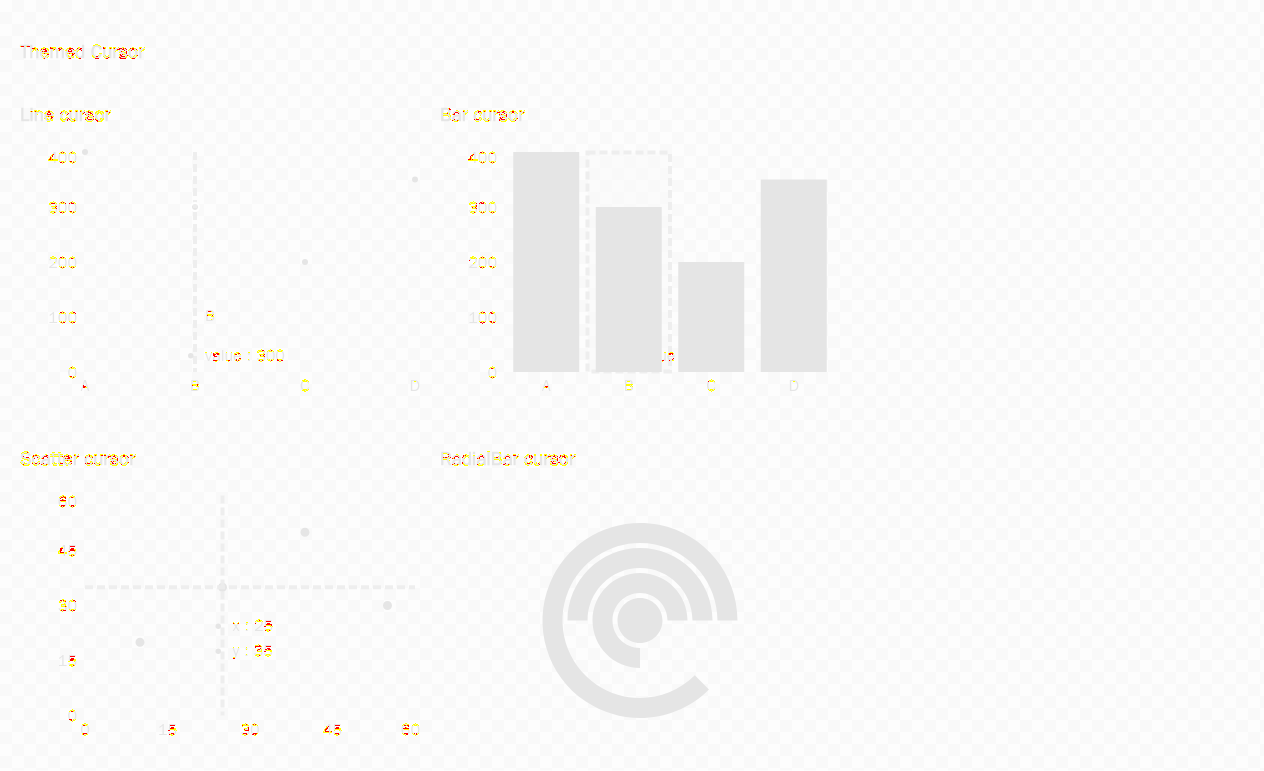 Themed Cursor
Line cursor
Bar cursor
400
300
200
100
0
B
value : 300
A
B
C
D
400
300
200
100
0
A
B
C
D
Scatter cursor
RadialBar cursor
60
45
30
15
0
x : 25
y : 35
0
15
30
45
60